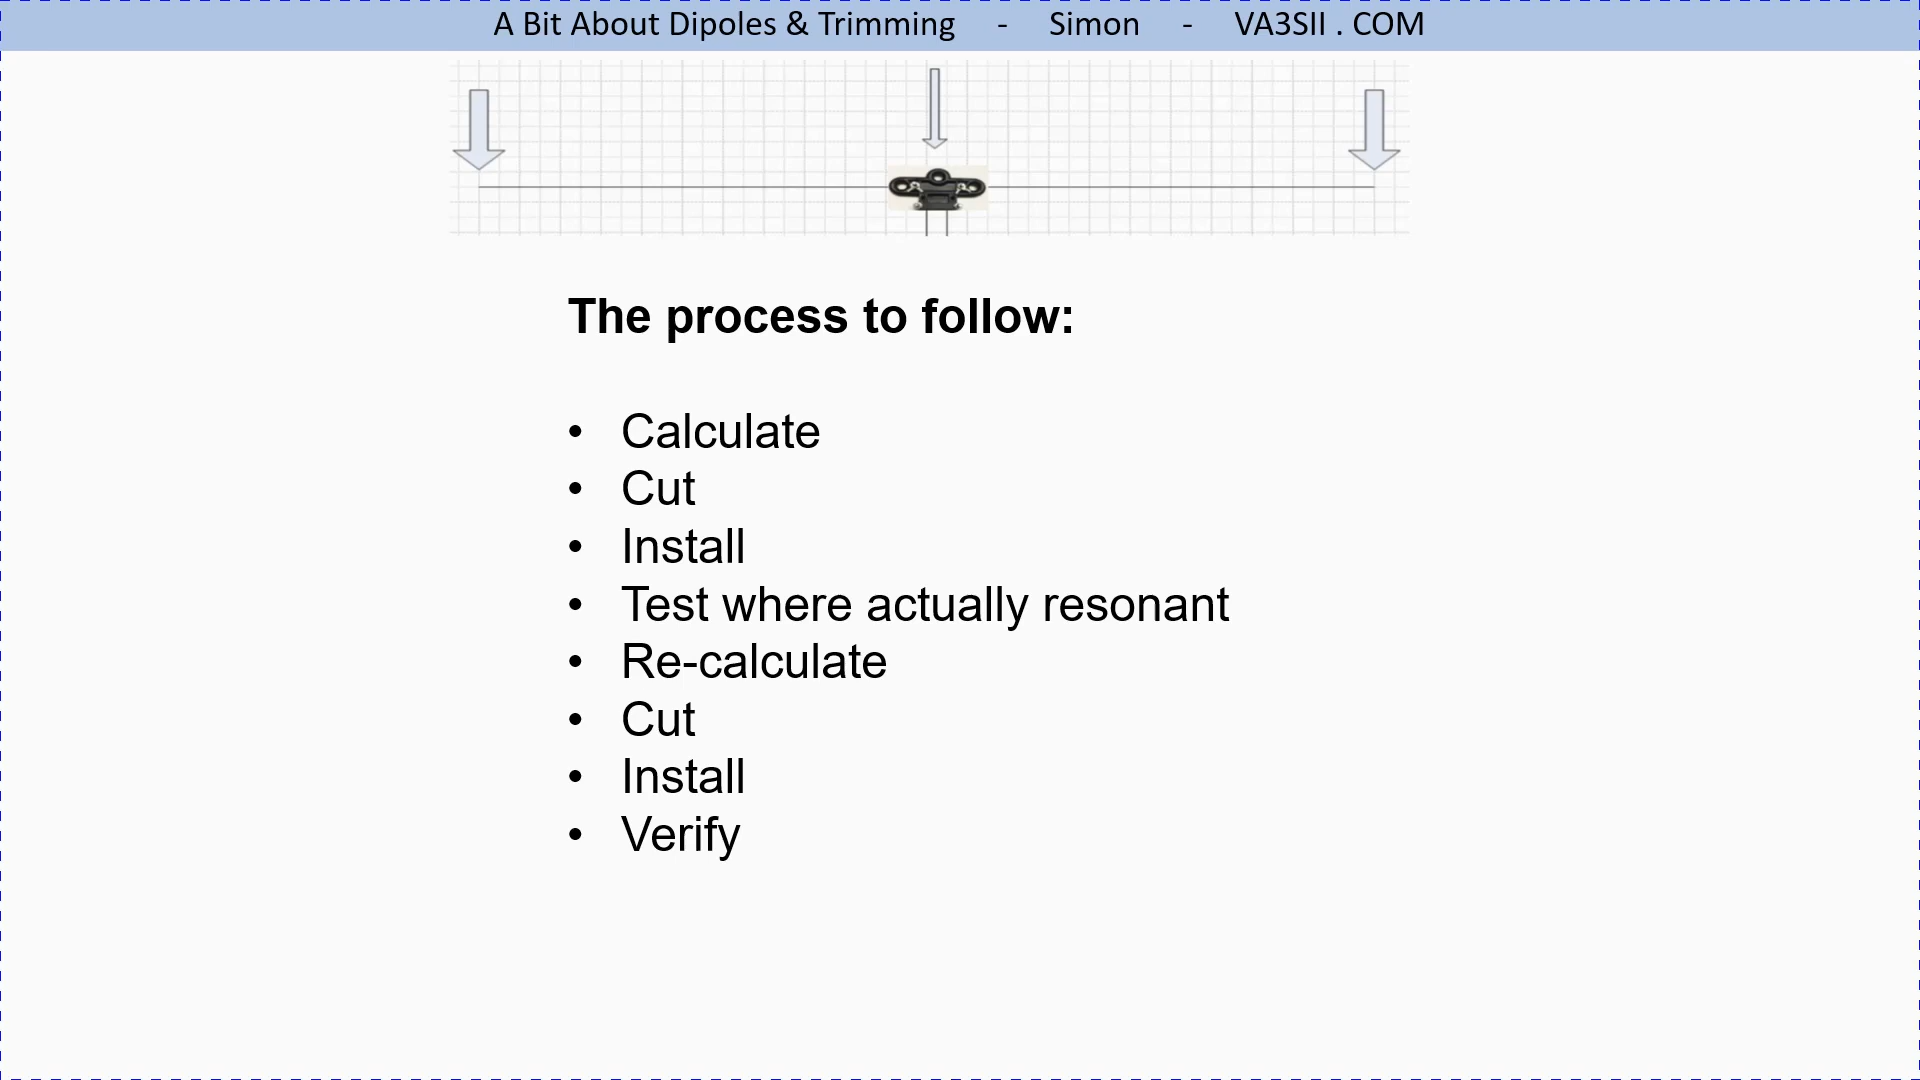 A Bit About Dipoles & Trimming - Simon - VA3SII . COM
The process to follow:
• Calculate
• Cut
• Install
• Test where actually resonant
• Re-calculate
• Cut
• Install
• Verify